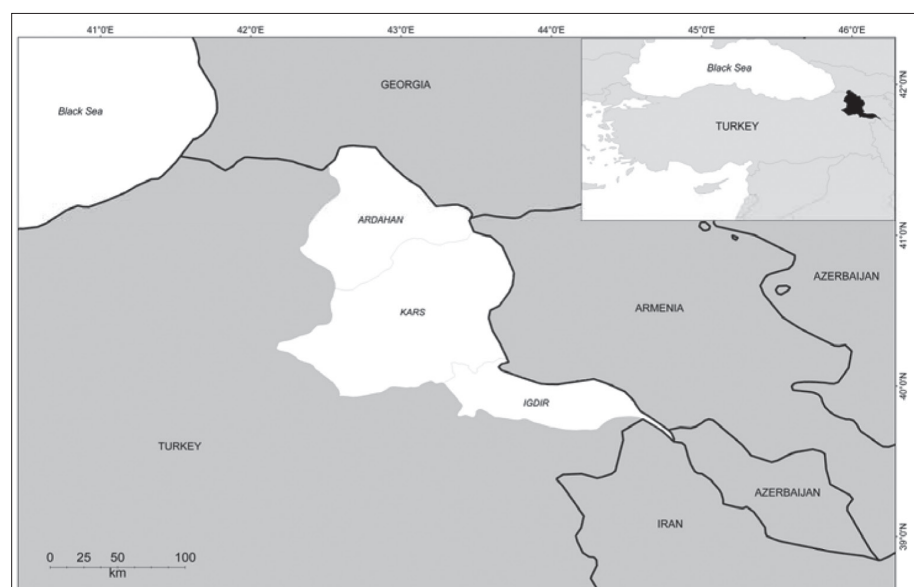 41°0'E
42°0'E
43°0'E
44°0'E
45°0'E
46°0'E
Black Sea
GEORGIA
Black Sea
TURKEY
42°0'N
ARDAHAN
41°0'N
AZERBAIJAN
KARS
ARMENIA
40°0'N
IGDIR
TURKEY
AZERBAIJAN
IRAN
39°0'N
0 25 50 100
km